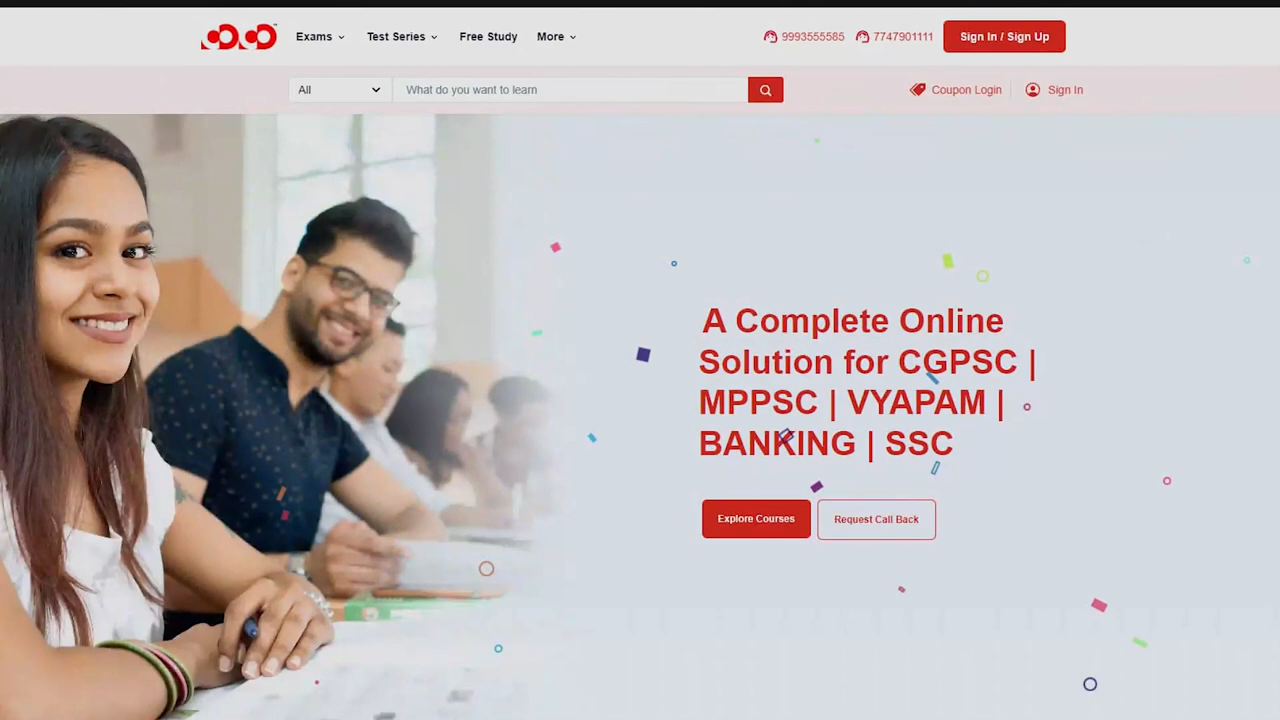 Exams
Test Series
Free Study
More
9993555585
7747901111
Sign In / Sign Up
All
What do you want to learn
Coupon Login
Sign In
A Complete Online
Solution for CGPSC |
MPPSC | VYAPAM |
BANKING | SSC
Explore Courses
Request Call Back